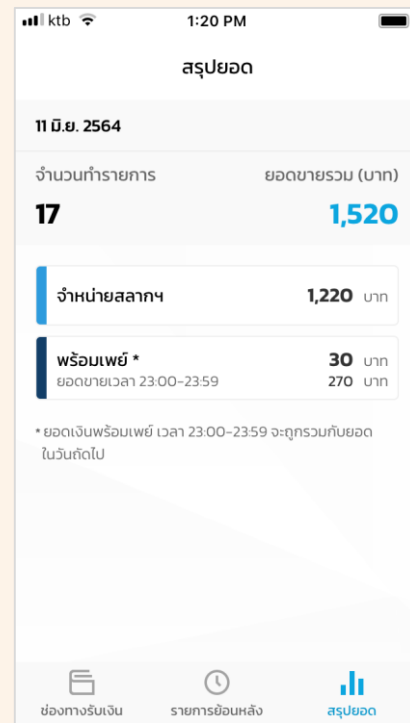 ktb 1:20 PM
สรุปยอด
11 มิ.ย. 2564
จำนวนทำรายการ ยอดขายรวม (บาท)
17 1,520
จำหน่ายสลากฯ 1,220 บาท
พร้อมเพย์ * 30 บาท
ยอดขายเวลา 23:00-23:59 270 บาท
* ยอดเงินพร้อมเพย์ เวลา 23:00-23:59 จะถูกรวมกับยอด
ในวันถัดไป
ช่องทางรับเงิน รายการย้อนหลัง สรุปยอด